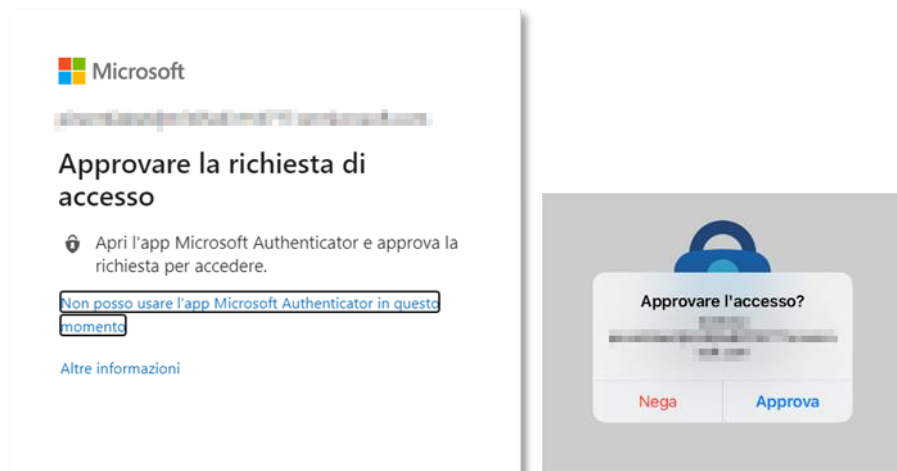 Microsoft
Approvare la richiesta di
accesso
Apri l'app Microsoft Authenticator e approva la
richiesta per accedere.
Non posso usare l'app Microsoft Authenticator in questo
momento
Altre informazioni
Approvare l'accesso?
Nega
Approva